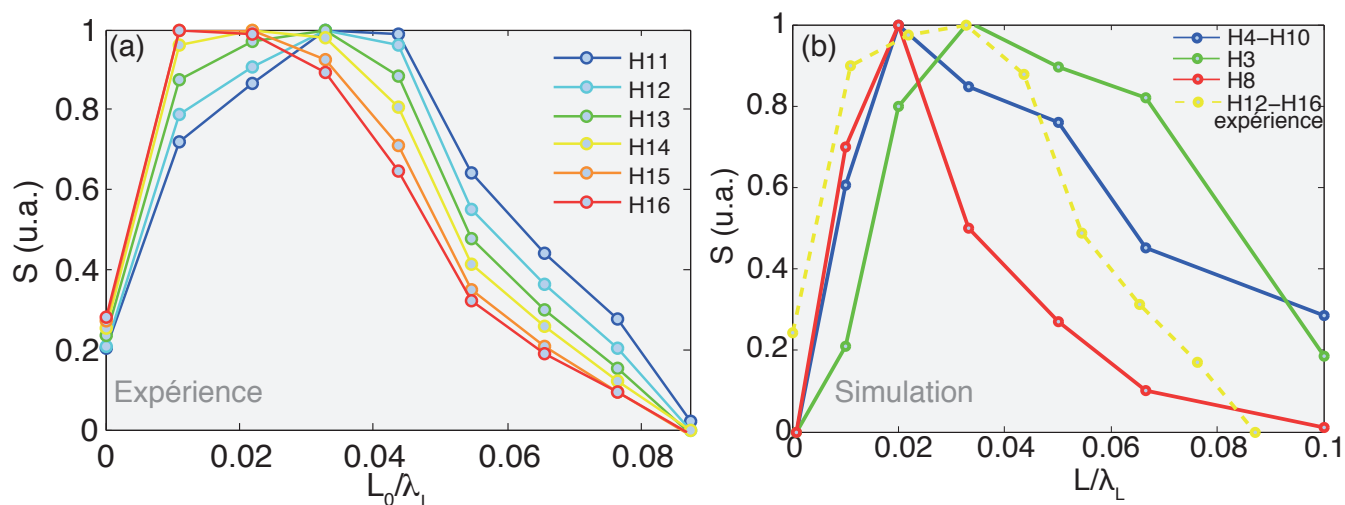 (a)
H11
H12
H13
H14
H15
H16
Expérience
S (u.a.)
1
0.8
0.6
0.4
0.2
0
0
0.02
0.04
0.06
0.08
L₀/λL
(b)
H4–H10
H3
H8
H12–H16
expérience
Simulation
S (u.a.)
1
0.8
0.6
0.4
0.2
0
0
0.02
0.04
0.06
0.08
0.1
L/λL